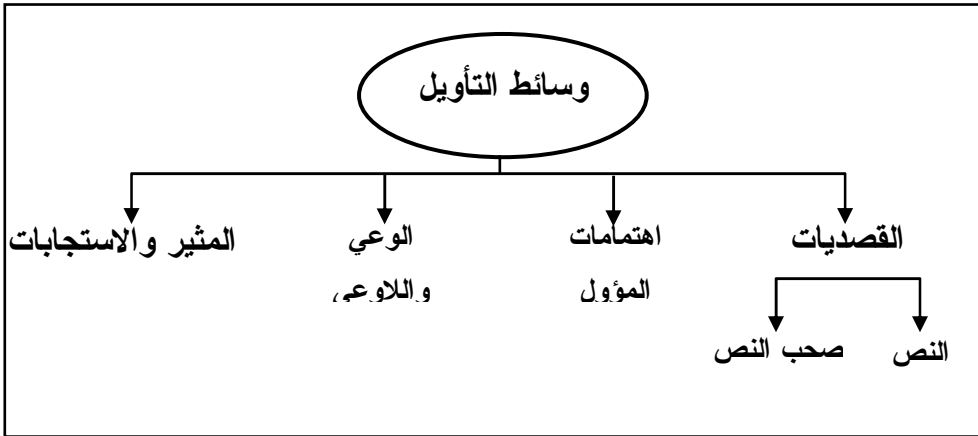 وسائط التأويل
القصديات
اهتمامات
المؤول
الوعي
واللاوعي
المثير والاستجابات
النص
صحب النص